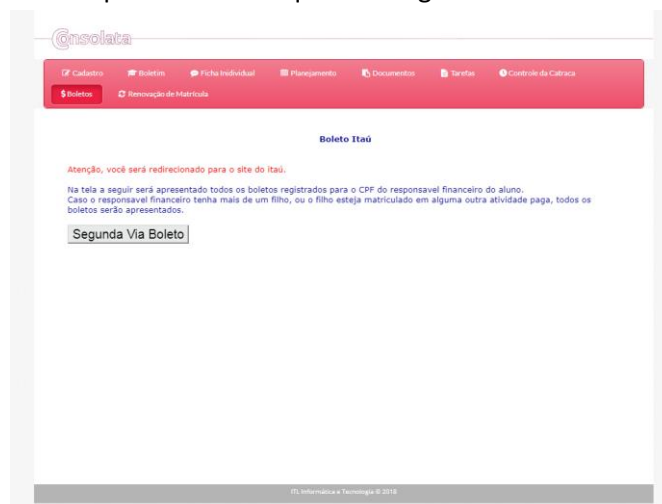 Consolata
Cadastro Boletim Ficha Inidividual Planejamento Documentos Tarefas Controle da Catraca
$ Boletos Renovação de Matrícula
Boleto Itaú
Atenção, você será redirecionado para o site do itaú.
Na tela a seguir será apresentado todos os boletos registrados para o CPF do responsavel financeiro do aluno.
Caso o responsavel financeiro tenha mais de um filho, ou o filho esteja matriculado em alguma outra atividade paga, todos os
boletos serão apresentados.
Segunda Via Boleto
ITL Informática e Tecnologia © 2018